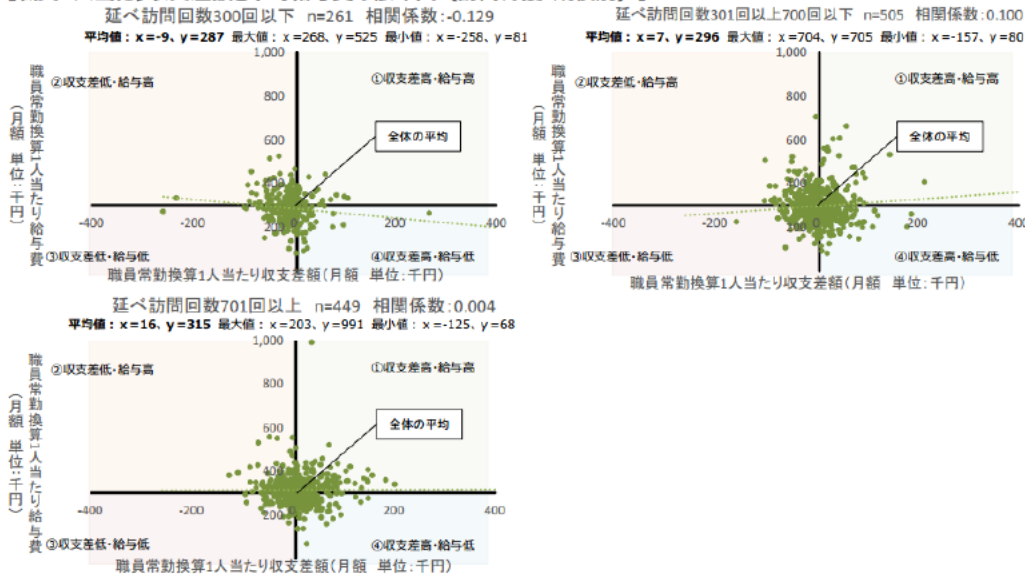 延べ訪問回数300回以下 n=261 相関係数:-0.129
平均値：x=-9、y=287 最大値：x=268、y=525 最小値：x=-258、y=81
職員常勤換算1人当たり給与費
（月額 単位:千円）
②収支差低・給与高
①収支差高・給与高
1,000
800
600
400
200
全体の平均
-400
-200
0
200
400
③収支差低・給与低
④収支差高・給与低
職員常勤換算1人当たり収支差額(月額 単位:千円)
延べ訪問回数301回以上700回以下 n=505 相関係数:0.100
平均値：x=7、y=296 最大値：x=704、y=705 最小値：x=-157、y=80
職員常勤換算1人当たり給与費
（月額 単位:千円）
②収支差低・給与高
①収支差高・給与高
1,000
800
600
400
200
全体の平均
-400
-200
0
200
400
③収支差低・給与低
④収支差高・給与低
職員常勤換算1人当たり収支差額(月額 単位:千円)
延べ訪問回数701回以上 n=449 相関係数:0.004
平均値：x=16、y=315 最大値：x=203、y=991 最小値：x=-125、y=68
職員常勤換算1人当たり給与費
（月額 単位:千円）
②収支差低・給与高
①収支差高・給与高
1,000
800
600
400
200
全体の平均
-400
-200
0
200
400
③収支差低・給与低
④収支差高・給与低
職員常勤換算1人当たり収支差額(月額 単位:千円)